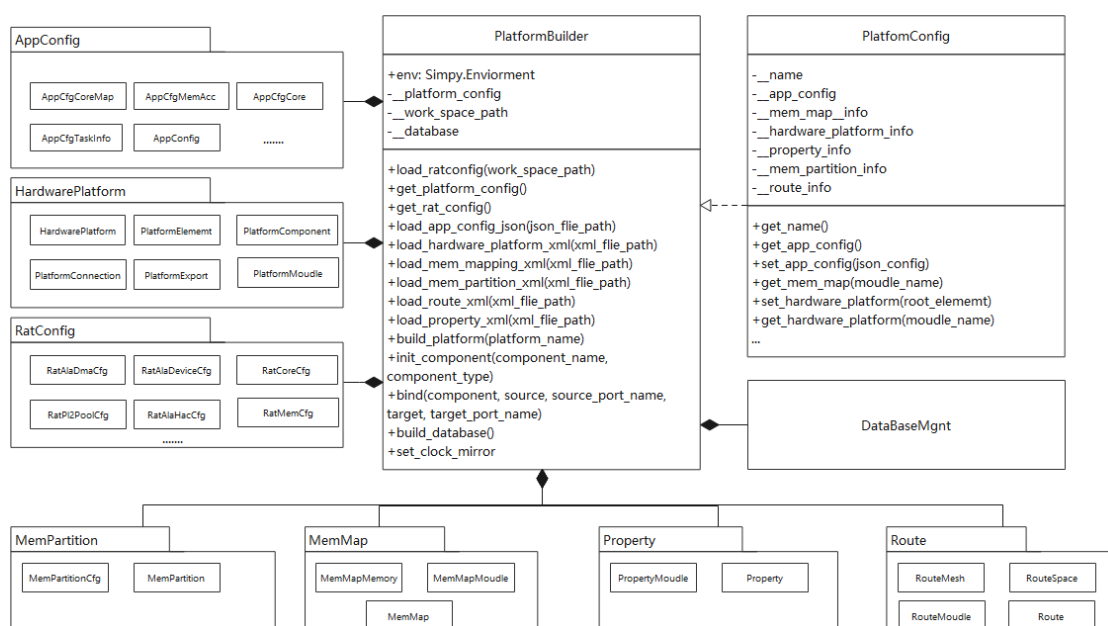 AppConfig
AppCfgCoreMap
AppCfgMemAcc
AppCfgCore
AppCfgTaskInfo
AppConfig
.......
HardwarePlatform
HardwarePlatform
PlatformElememt
PlatformComponent
PlatformConnection
PlatformExport
PlatformMoudle
RatConfig
RatAlaDmaCfg
RatAlaDeviceCfg
RatCoreCfg
RatPl2PoolCfg
RatAlaHacCfg
RatMemCfg
.......
PlatformBuilder
+env: Simpy.Enviorment
-__platform_config
-__work_space_path
-__database
+load_ratconfig(work_space_path)
+get_platform_config()
+get_rat_config()
+load_app_config_json(json_flie_path)
+load_hardware_platform_xml(xml_flie_path)
+load_mem_mapping_xml(xml_flie_path)
+load_mem_partition_xml(xml_flie_path)
+load_route_xml(xml_flie_path)
+load_property_xml(xml_flie_path)
+build_platform(platform_name)
+init_component(component_name,
component_type)
+bind(component, source, source_port_name,
target, target_port_name)
+build_database()
+set_clock_mirror
PlatfomConfig
-__name
-__app_config
-__mem_map__info
-__hardware_platform_info
-__property_info
-__mem_partition_info
-__route_info
+get_name()
+get_app_config()
+set_app_config(json_config)
+get_mem_map(moudle_name)
+set_hardware_platform(root_elememt)
+get_hardware_platform(moudle_name)
...
DataBaseMgnt
MemPartition
MemPartitionCfg
MemPartition
MemMap
MemMapMemory
MemMapMoudle
MemMap
Property
PropertyMoudle
Property
Route
RouteMesh
RouteSpace
RouteMoudle
Route